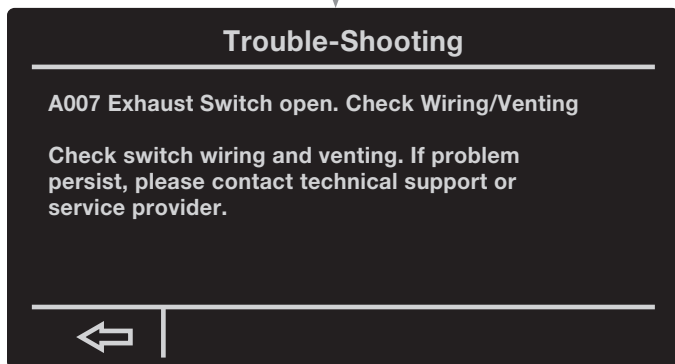 Trouble-Shooting
A007 Exhaust Switch open. Check Wiring/Venting
Check switch wiring and venting. If problem
persist, please contact technical support or
service provider.